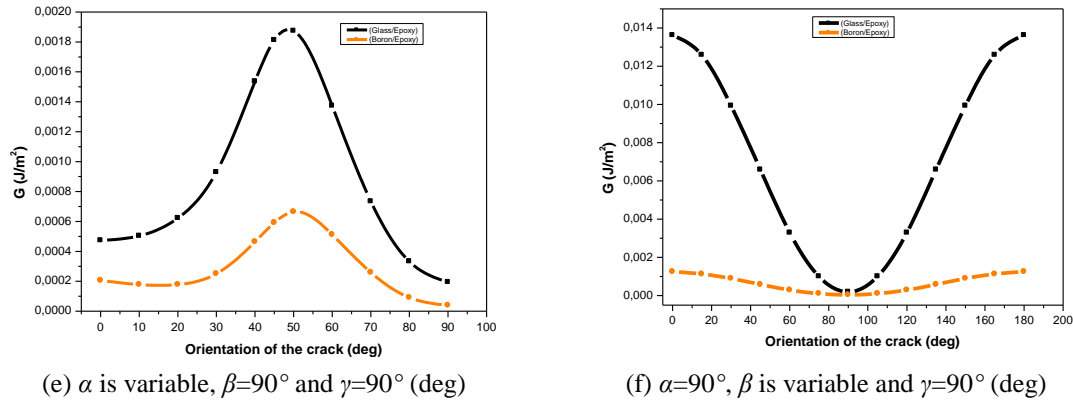 0,0020
0,0018
0,0016
0,0014
0,0012
0,0010
0,0008
0,0006
0,0004
0,0002
0,0000
G (J/m²)
(Glass/Epoxy)
(Boron/Epoxy)
0 10 20 30 40 50 60 70 80 90 100
Orientation of the crack (deg)
(e) α is variable, β=90° and γ=90° (deg)
0,014
0,012
0,010
0,008
0,006
0,004
0,002
0,000
G (J/m²)
(Glass/Epoxy)
(Boron/Epoxy)
0 20 40 60 80 100 120 140 160 180 200
Orientation of the crack (deg)
(f) α=90°, β is variable and γ=90° (deg)